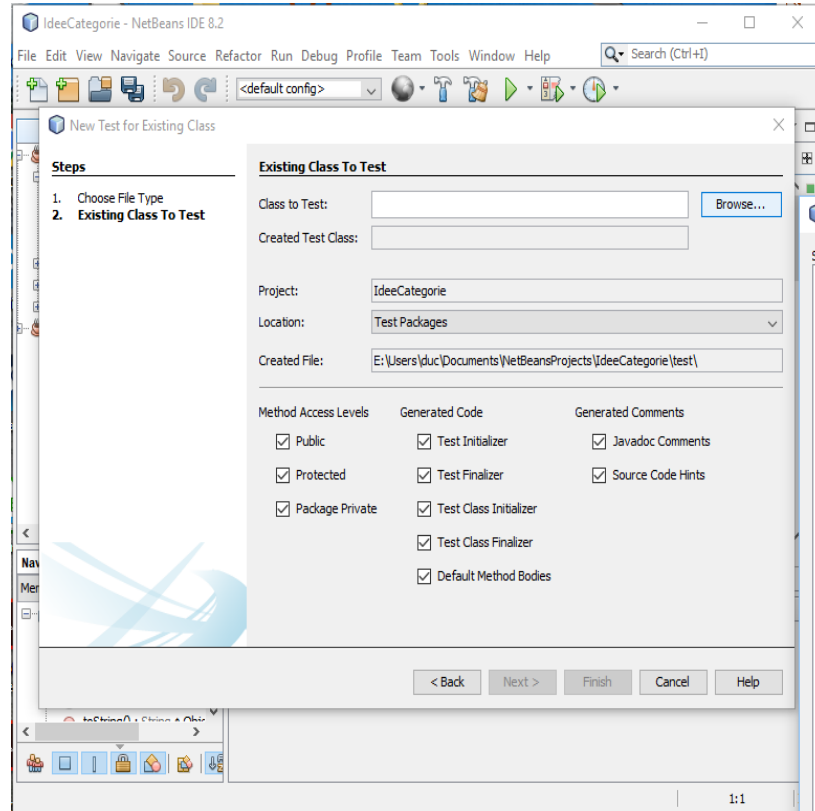 IdeeCategorie - NetBeans IDE 8.2
File Edit View Navigate Source Refactor Run Debug Profile Team Tools Window Help
Search (Ctrl+I)
<default config>
New Test for Existing Class
Steps
1. Choose File Type
2. Existing Class To Test
Existing Class To Test
Class to Test:
Browse...
Created Test Class:
Project: IdeeCategorie
Location: Test Packages
Created File: E:\Users\duc\Documents\NetBeansProjects\IdeeCategorie\test\
Method Access Levels Generated Code Generated Comments
Public Test Initializer Javadoc Comments
Protected Test Finalizer Source Code Hints
Package Private Test Class Initializer
Test Class Finalizer
Default Method Bodies
Nav
Mer
< Back Next > Finish Cancel Help
toString() : String
1:1